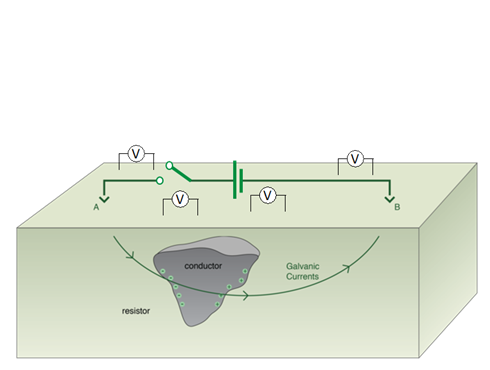 V
V
V
V
A
B
conductor
Galvanic
Currents
resistor